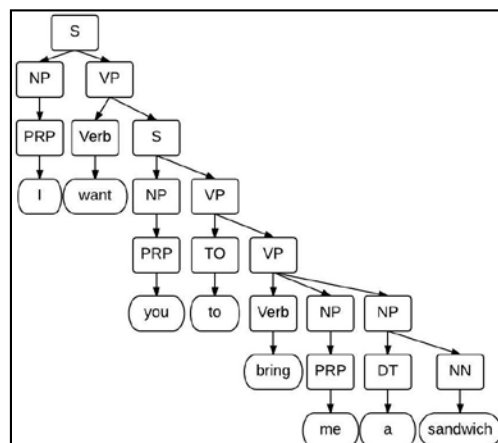 S
NP VP
PRP Verb S
I want NP VP
PRP TO VP
you to Verb NP NP
bring PRP DT NN
me a sandwich